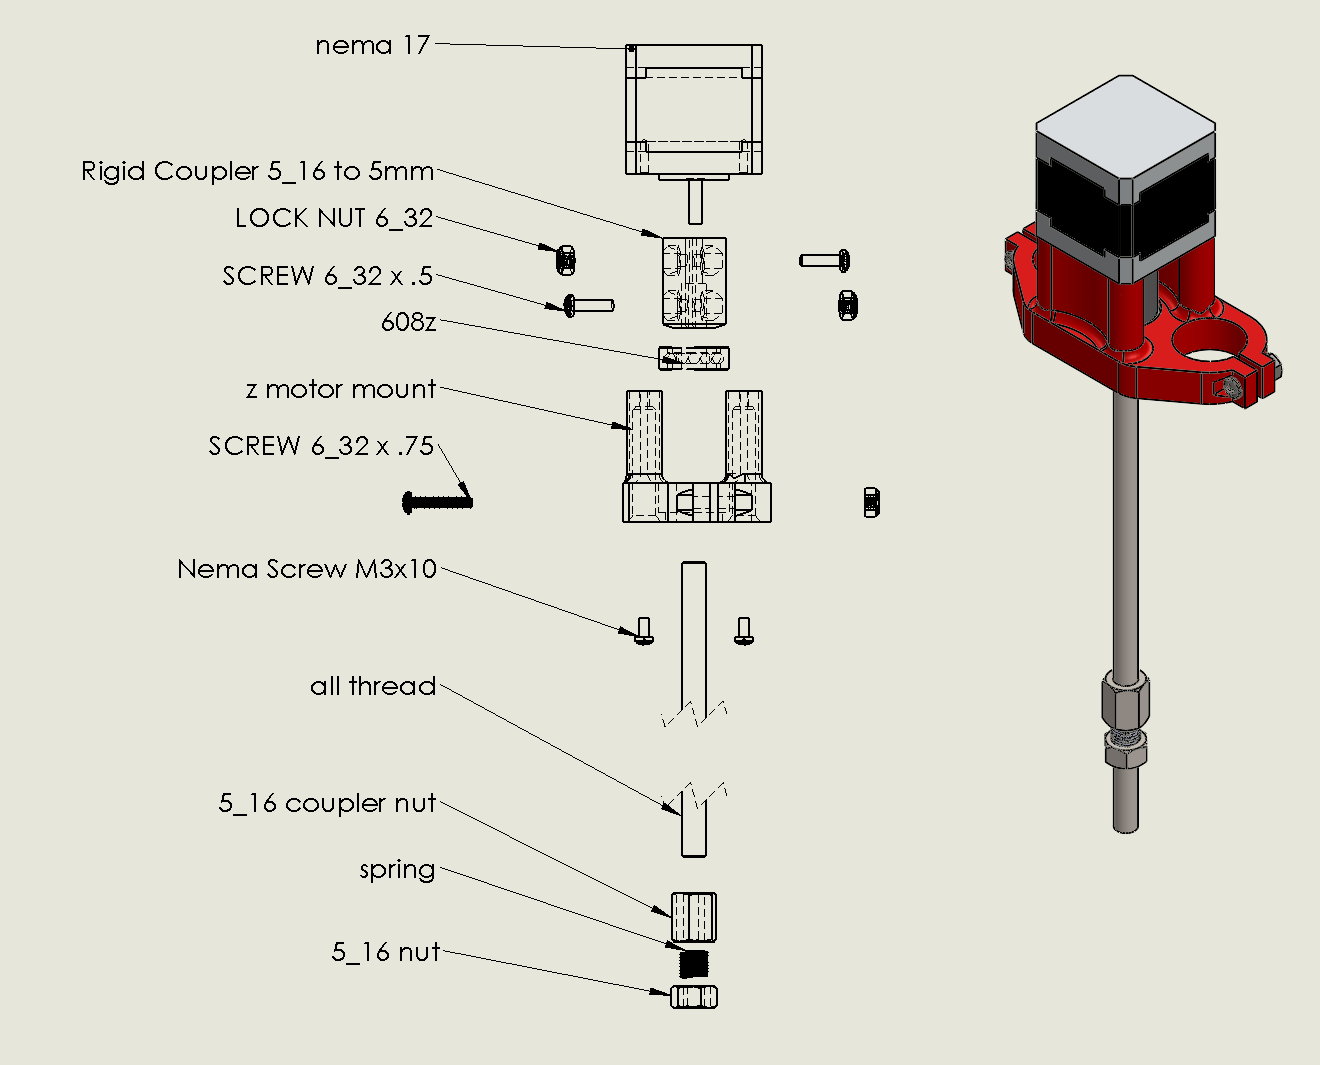 nema 17
Rigid Coupler 5_16 to 5mm
LOCK NUT 6_32
SCREW 6_32 x .5
608z
z motor mount
SCREW 6_32 x .75
Nema Screw M3x10
all thread
5_16 coupler nut
spring
5_16 nut